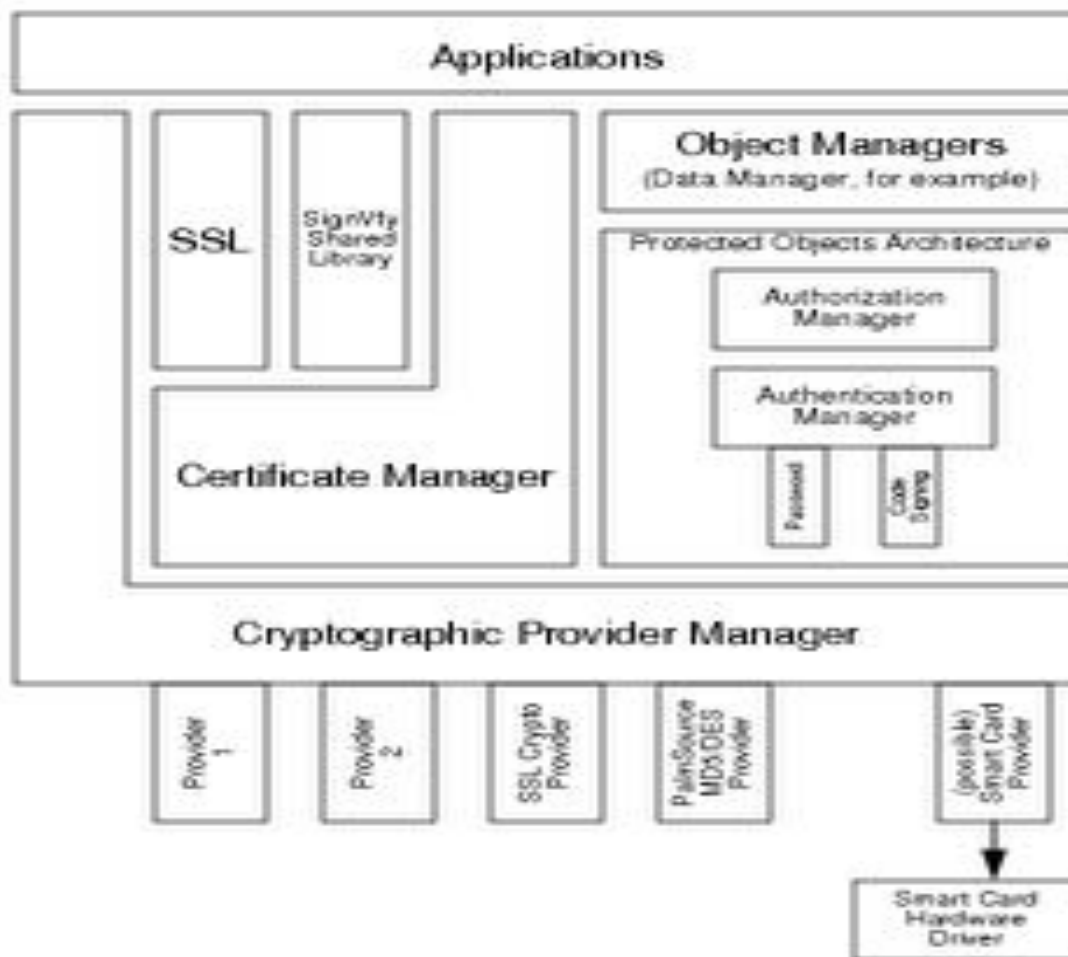 Applications
Object Managers
(Data Manager, for example)
SSL
SignVfy
Shared
Library
Protected Objects Architecture
Authorization
Manager
Authentication
Manager
Certificate Manager
Password
Code
Signing
Cryptographic Provider Manager
Provider
1
Provider
2
SSL Crypto
Provider
PalmSource
MD5/DES
Provider
(possible)
Smart Card
Provider
Smart Card
Hardware
Driver